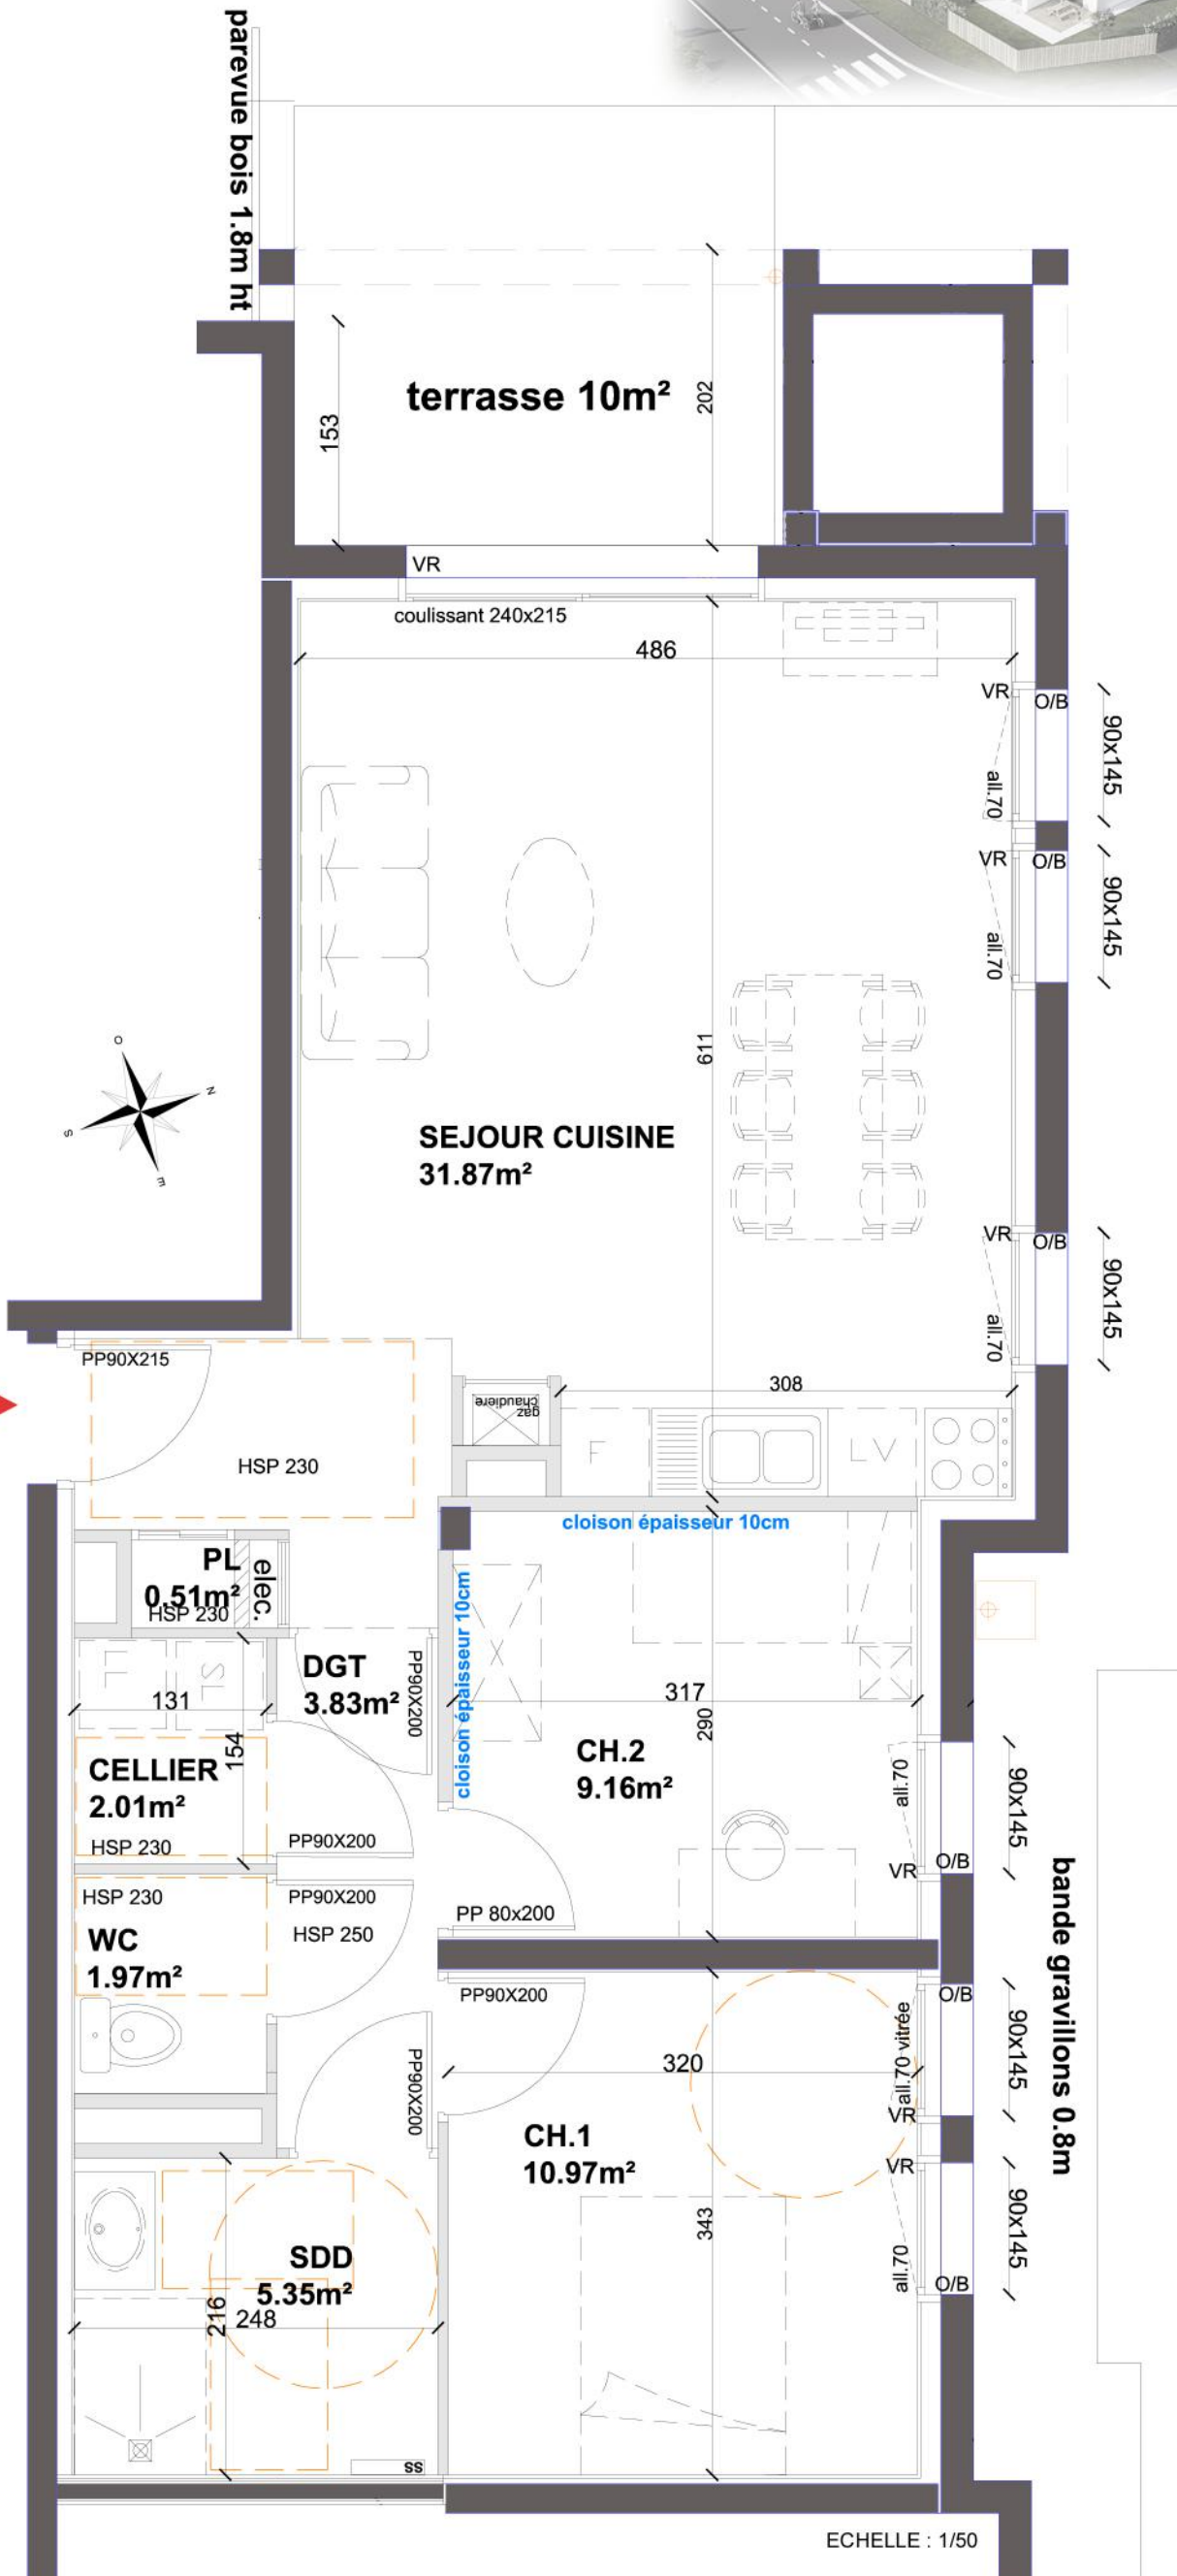 parevue bois 1.8m ht
terrasse 10m²
153
202
VR
coulissant 240x215
486
VR
O/B
90x145
all.70
VR
O/B
90x145
all.70
611
O
N
S
E
SEJOUR CUISINE
31.87m²
VR
O/B
90x145
all.70
PP90X215
308
gaz
chaudiere
F
LV
HSP 230
cloison épaisseur 10cm
PL
0.51m²
HSP 230
elec.
cloison épaisseur 10cm
LL
SL
DGT
3.83m²
PP90X200
131
154
317
290
CELLIER
2.01m²
HSP 230
CH.2
9.16m²
all.70
90x145
PP90X200
VR
O/B
HSP 230
PP90X200
HSP 250
PP 80x200
WC
1.97m²
bande gravillons 0.8m
PP90X200
O/B
90x145
all.70 vitrée
VR
320
PP90X200
CH.1
10.97m²
VR
90x145
all.70
O/B
343
SDD
5.35m²
216
248
SS
ECHELLE : 1/50